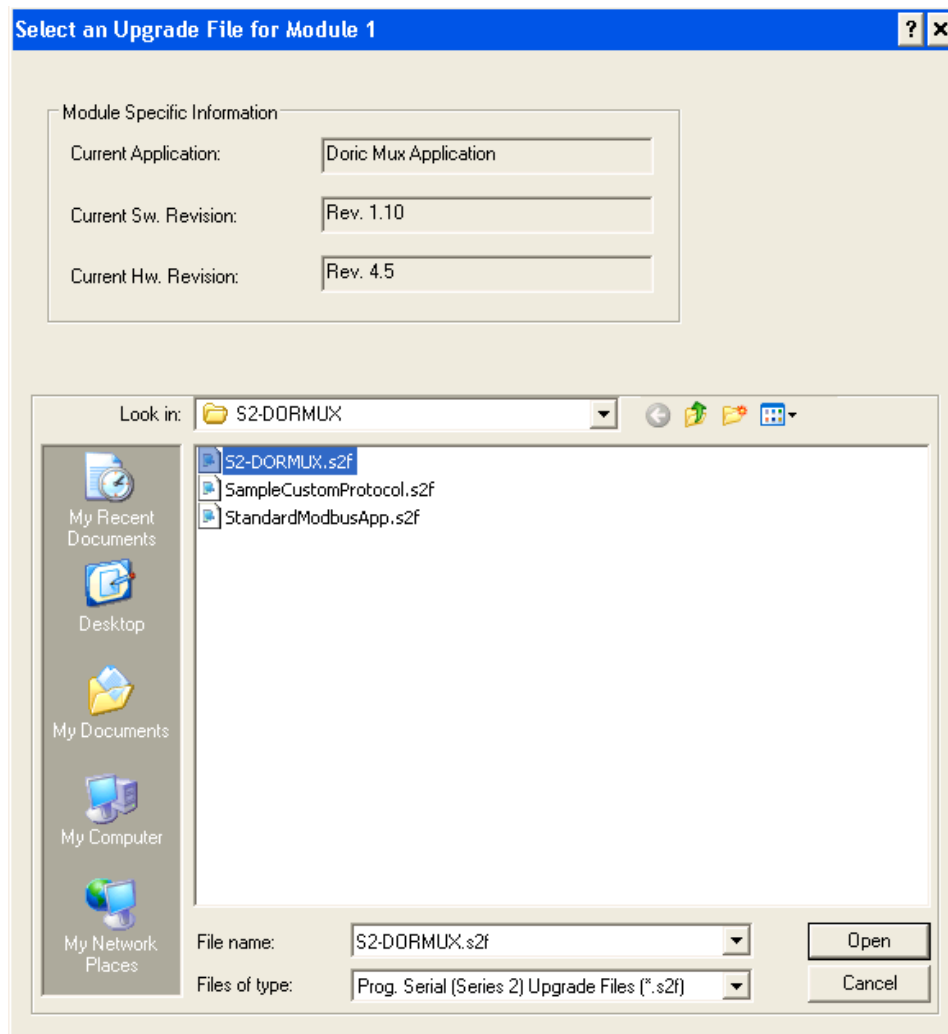 Select an Upgrade File for Module 1
Module Specific Information
Current Application: Doric Mux Application
Current Sw. Revision: Rev. 1.10
Current Hw. Revision: Rev. 4.5
Look in: S2-DORMUX
S2-DORMUX.s2f
SampleCustomProtocol.s2f
StandardModbusApp.s2f
My Recent
Documents
Desktop
My Documents
My Computer
My Network
Places
File name: S2-DORMUX.s2f Open
Files of type: Prog. Serial (Series 2) Upgrade Files (*.s2f) Cancel